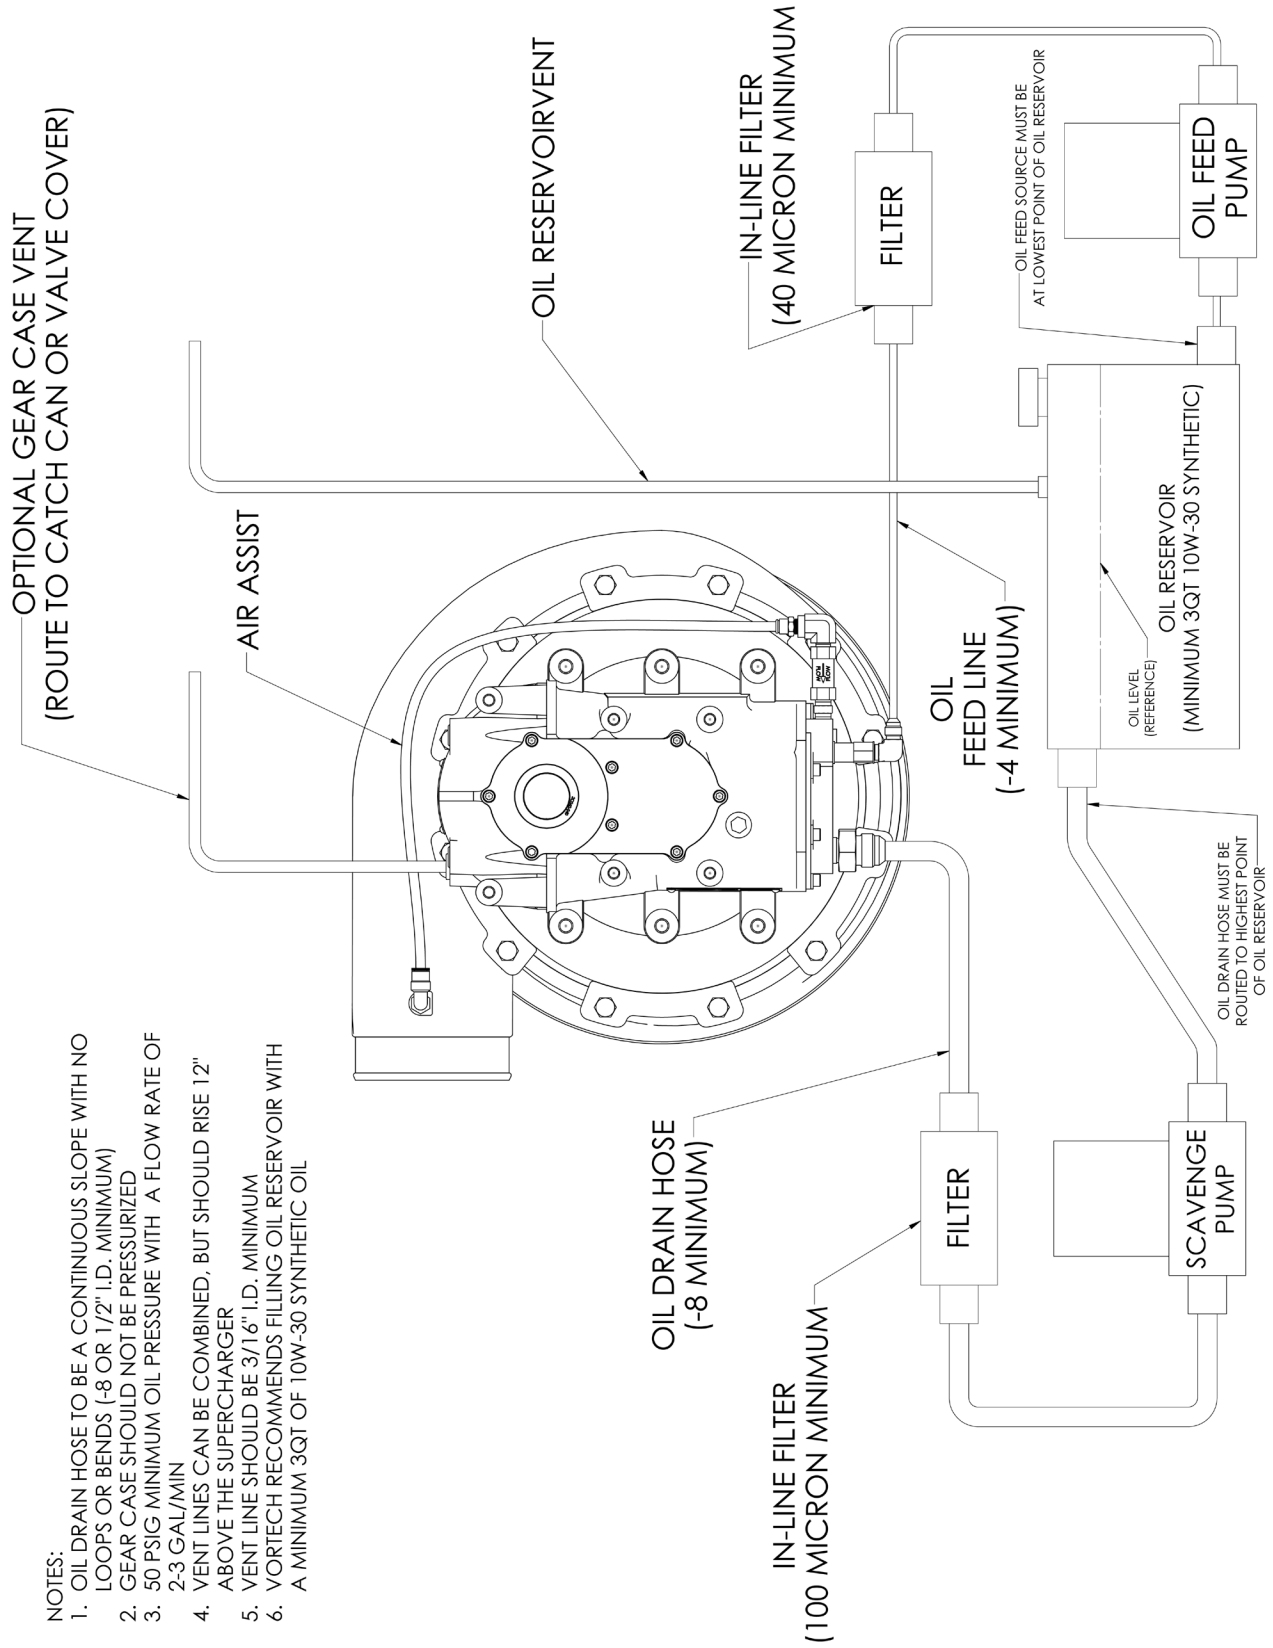 NOTES:
1. OIL DRAIN HOSE TO BE A CONTINUOUS SLOPE WITH NO
LOOPS OR BENDS (-8 OR 1/2" I.D. MINIMUM)
2. GEAR CASE SHOULD NOT BE PRESSURIZED
3. 50 PSIG MINIMUM OIL PRESSURE WITH A FLOW RATE OF
2-3 GAL/MIN
4. VENT LINES CAN BE COMBINED, BUT SHOULD RISE 12"
ABOVE THE SUPERCHARGER
5. VENT LINE SHOULD BE 3/16" I.D. MINIMUM
6. VORTECH RECOMMENDS FILLING OIL RESERVOIR WITH
A MINIMUM 3QT OF 10W-30 SYNTHETIC OIL
OPTIONAL GEAR CASE VENT
(ROUTE TO CATCH CAN OR VALVE COVER)
AIR ASSIST
OIL RESERVOIRVENT
IN-LINE FILTER
(40 MICRON MINIMUM
FILTER
OIL FEED SOURCE MUST BE
AT LOWEST POINT OF OIL RESERVOIR
OIL FEED
PUMP
FLOW
FLOW
OIL
FEED LINE
(-4 MINIMUM)
OIL LEVEL
(REFERENCE)
OIL RESERVOIR
(MINIMUM 3QT 10W-30 SYNTHETIC)
OIL DRAIN HOSE
(-8 MINIMUM)
IN-LINE FILTER
(100 MICRON MINIMUM
FILTER
OIL DRAIN HOSE MUST BE
ROUTED TO HIGHEST POINT
OF OIL RESERVOIR
SCAVENGE
PUMP